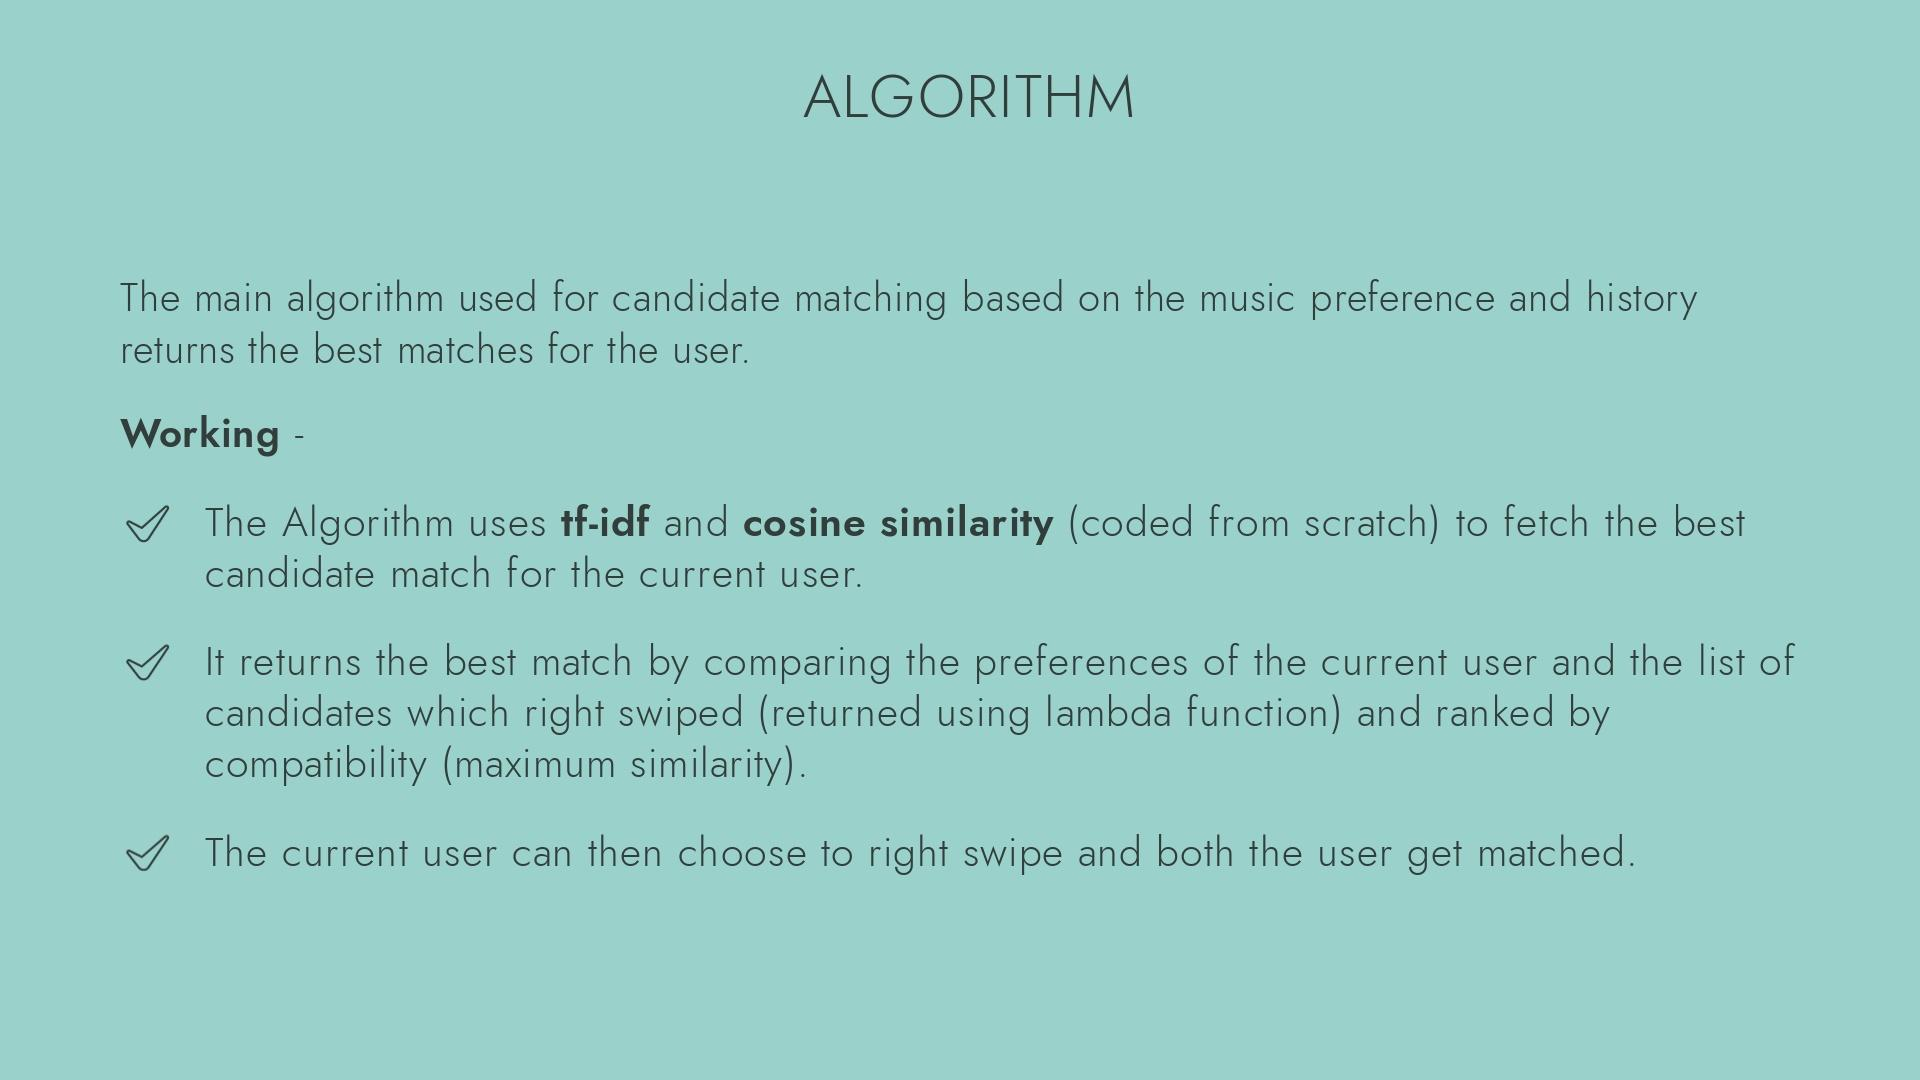 ALGORITHM
The main algorithm used for candidate matching based on the music preference and history
returns the best matches for the user.
Working -
The Algorithm uses tf-idf and cosine similarity (coded from scratch) to fetch the best
candidate match for the current user.
It returns the best match by comparing the preferences of the current user and the list of
candidates which right swiped (returned using lambda function) and ranked by
compatibility (maximum similarity).
The current user can then choose to right swipe and both the user get matched.